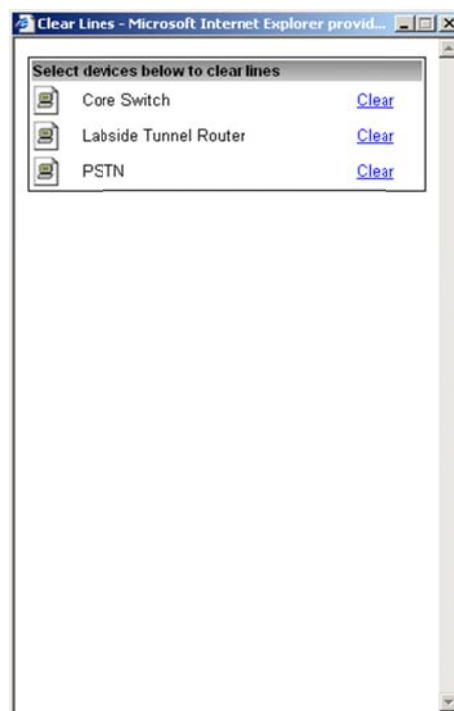 Clear Lines - Microsoft Internet Explorer provid...
Select devices below to clear lines
Core Switch Clear
Labside Tunnel Router Clear
PSTN Clear